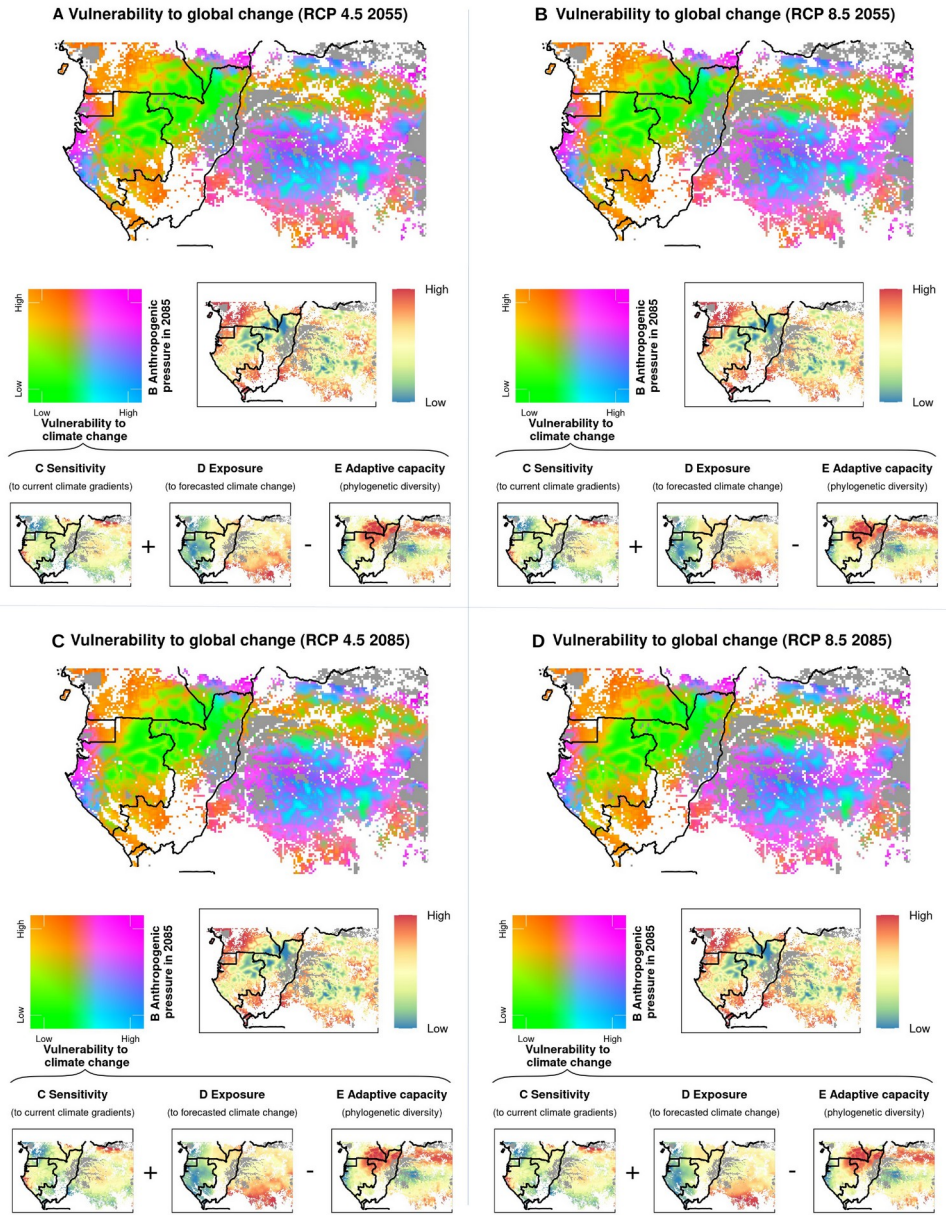 A Vulnerability to global change (RCP 4.5 2055)
High
Low
Low
High
B Anthropogenic
pressure in 2085
High
Low
Vulnerability to
climate change
C Sensitivity
(to current climate gradients)
+
D Exposure
(to forecasted climate change)
-
E Adaptive capacity
(phylogenetic diversity)
B Vulnerability to global change (RCP 8.5 2055)
High
Low
Low
High
B Anthropogenic
pressure in 2085
High
Low
Vulnerability to
climate change
C Sensitivity
(to current climate gradients)
+
D Exposure
(to forecasted climate change)
-
E Adaptive capacity
(phylogenetic diversity)
C Vulnerability to global change (RCP 4.5 2085)
High
Low
Low
High
B Anthropogenic
pressure in 2085
High
Low
Vulnerability to
climate change
C Sensitivity
(to current climate gradients)
+
D Exposure
(to forecasted climate change)
-
E Adaptive capacity
(phylogenetic diversity)
D Vulnerability to global change (RCP 8.5 2085)
High
Low
Low
High
B Anthropogenic
pressure in 2085
High
Low
Vulnerability to
climate change
C Sensitivity
(to current climate gradients)
+
D Exposure
(to forecasted climate change)
-
E Adaptive capacity
(phylogenetic diversity)